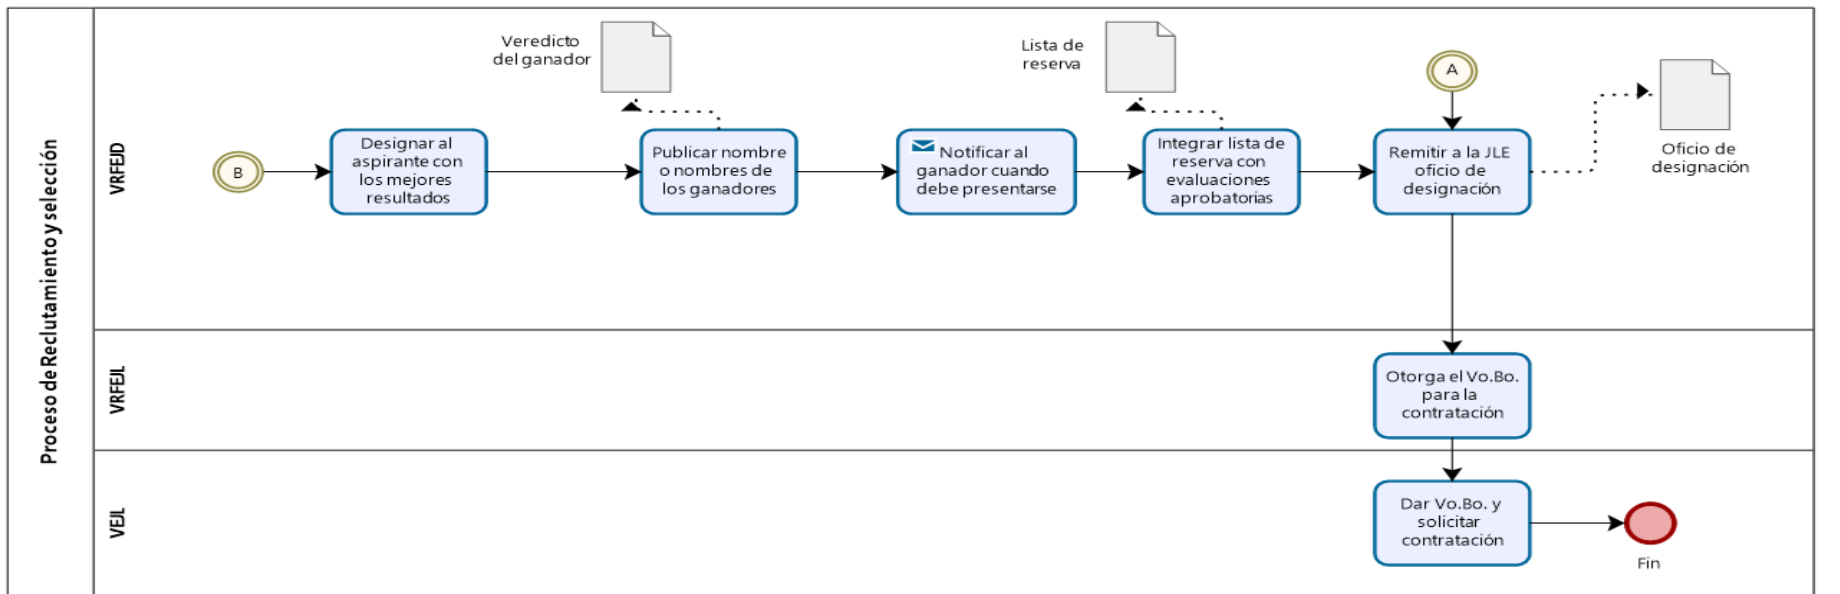 Proceso de Reclutamiento y selección
VRFEJD
Veredicto
del ganador
Lista de
reserva
A
Oficio de
designación
B
Designar al
aspirante con
los mejores
resultados
Publicar nombre
o nombres de
los ganadores
Notificar al
ganador cuando
debe presentarse
Integrar lista de
reserva con
evaluaciones
aprobatorias
Remitir a la JLE
oficio de
designación
VRFEJL
Otorga el Vo.Bo.
para la
contratación
VEJL
Dar Vo.Bo. y
solicitar
contratación
Fin